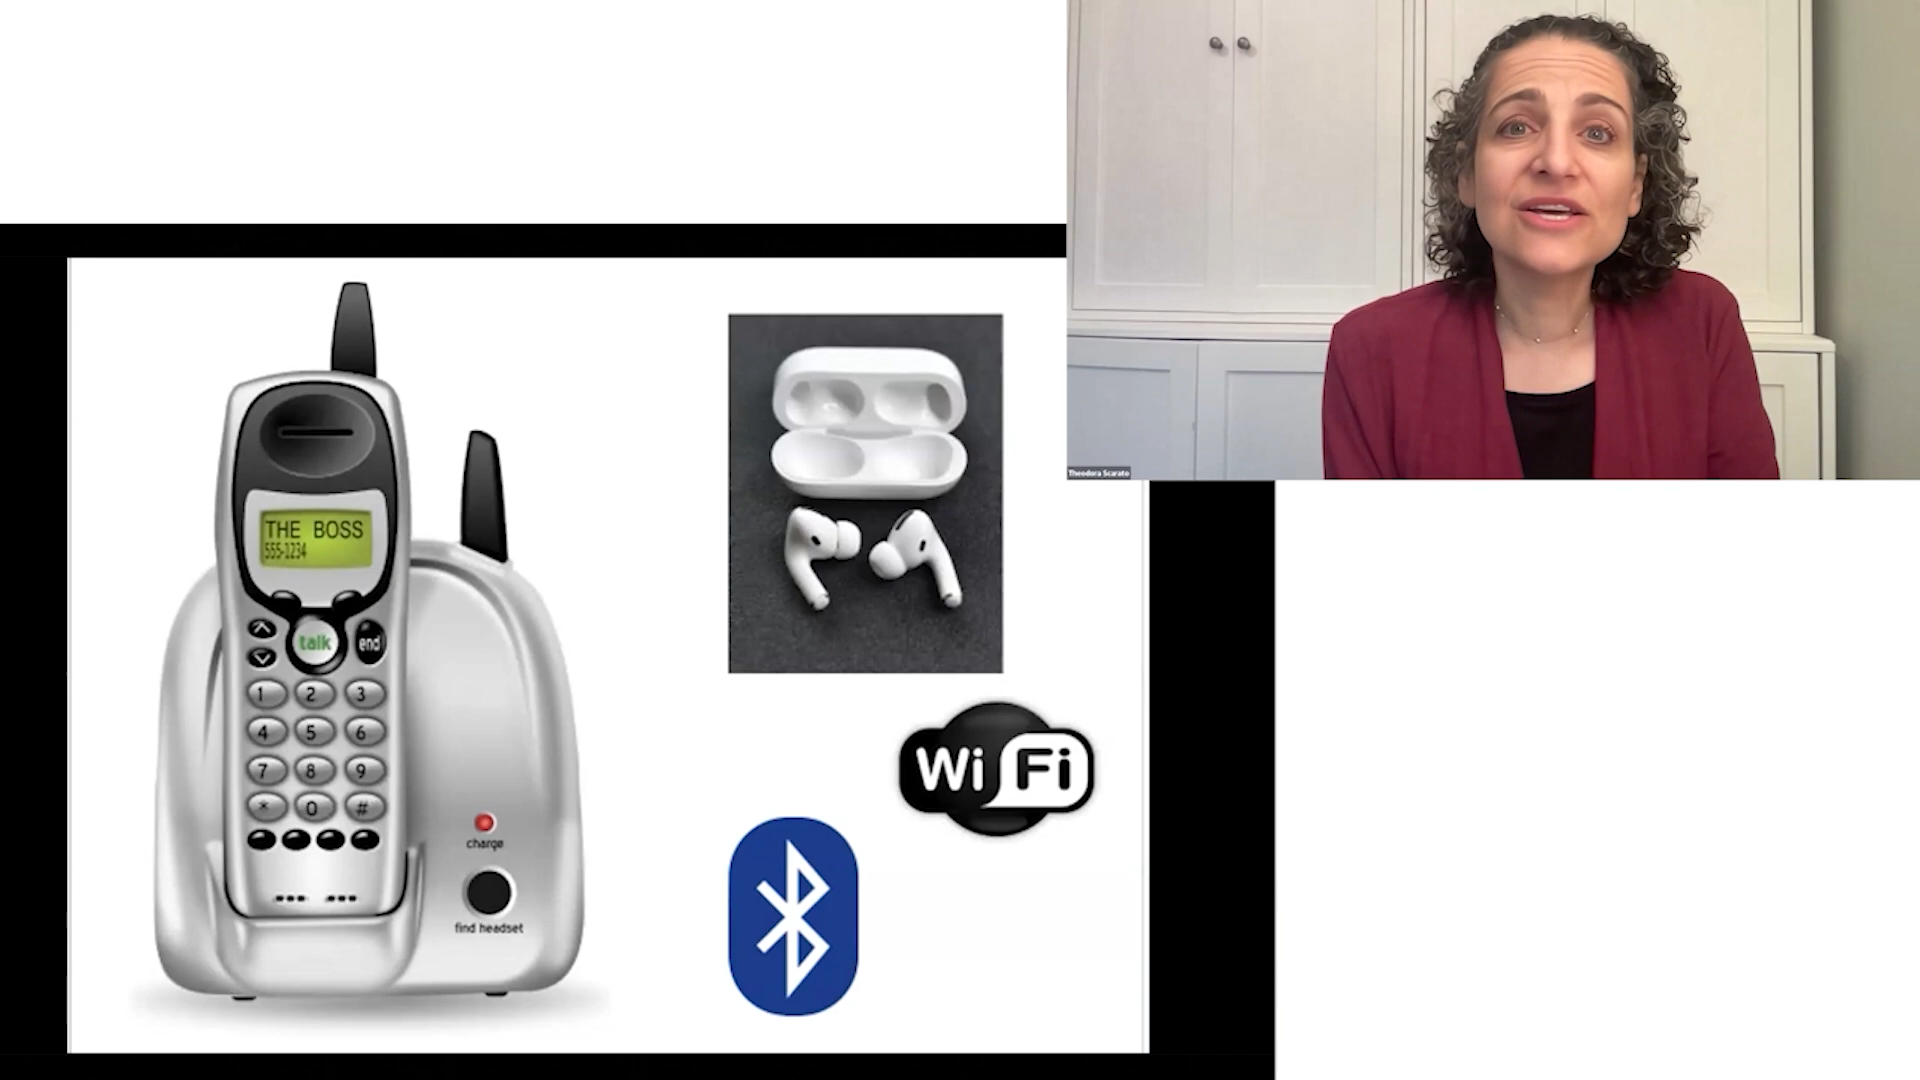 Theodora Scarato
THE BOSS
555-1234
talk
end
1 2 3
4 5 6
7 8 9
* 0 #
charge
find headset
Wi Fi